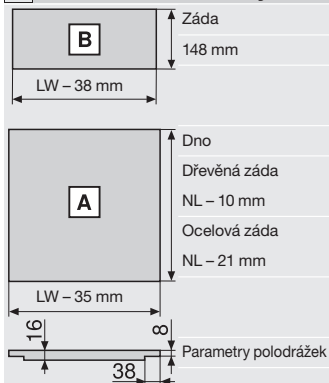 B
Záda
148 mm
LW – 38 mm
A
Dno
Dřevěná záda
NL – 10 mm
Ocelová záda
NL – 21 mm
LW – 35 mm
16
8
38
Parametry polodrážek